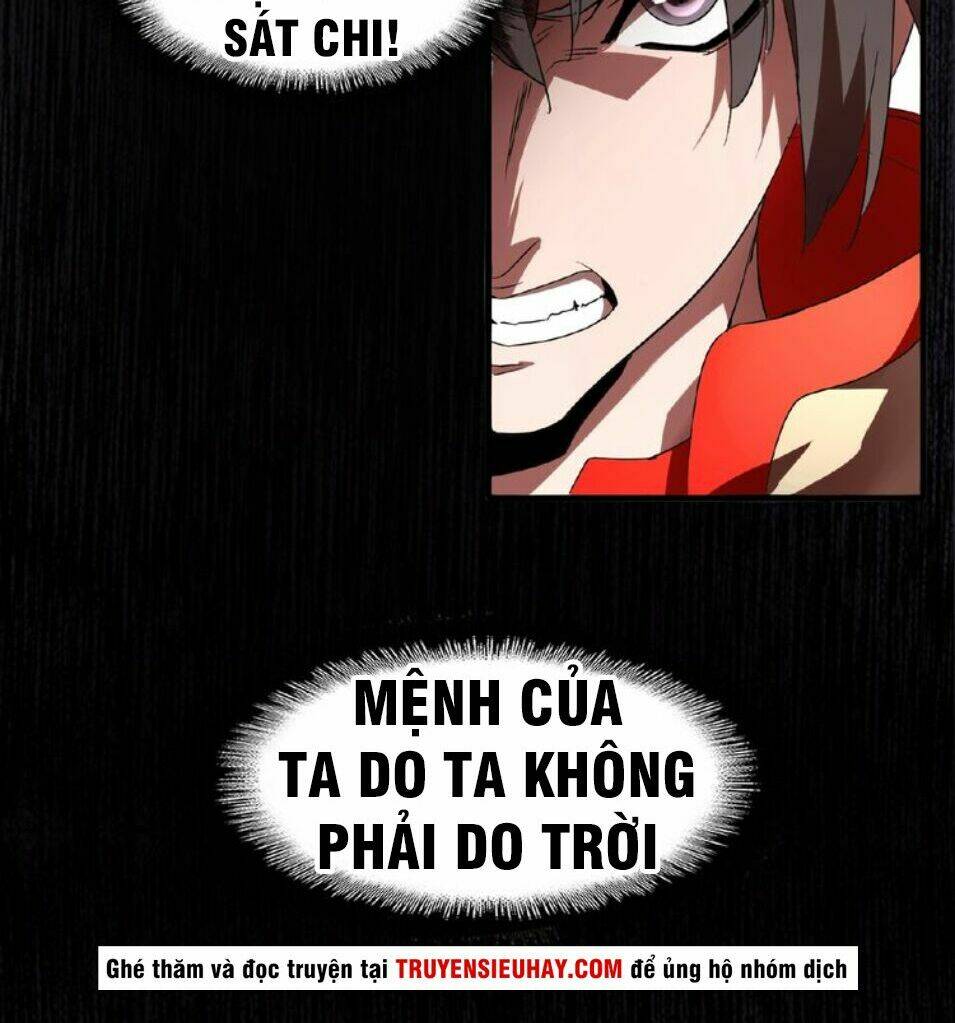 SÁT CHI!
MỆNH CỦA
TA DO TA KHÔNG
PHẢI DO TRỜI
Ghé thăm và đọc truyện tại TRUYENSIEUHAY.COM để ủng hộ nhóm dịch